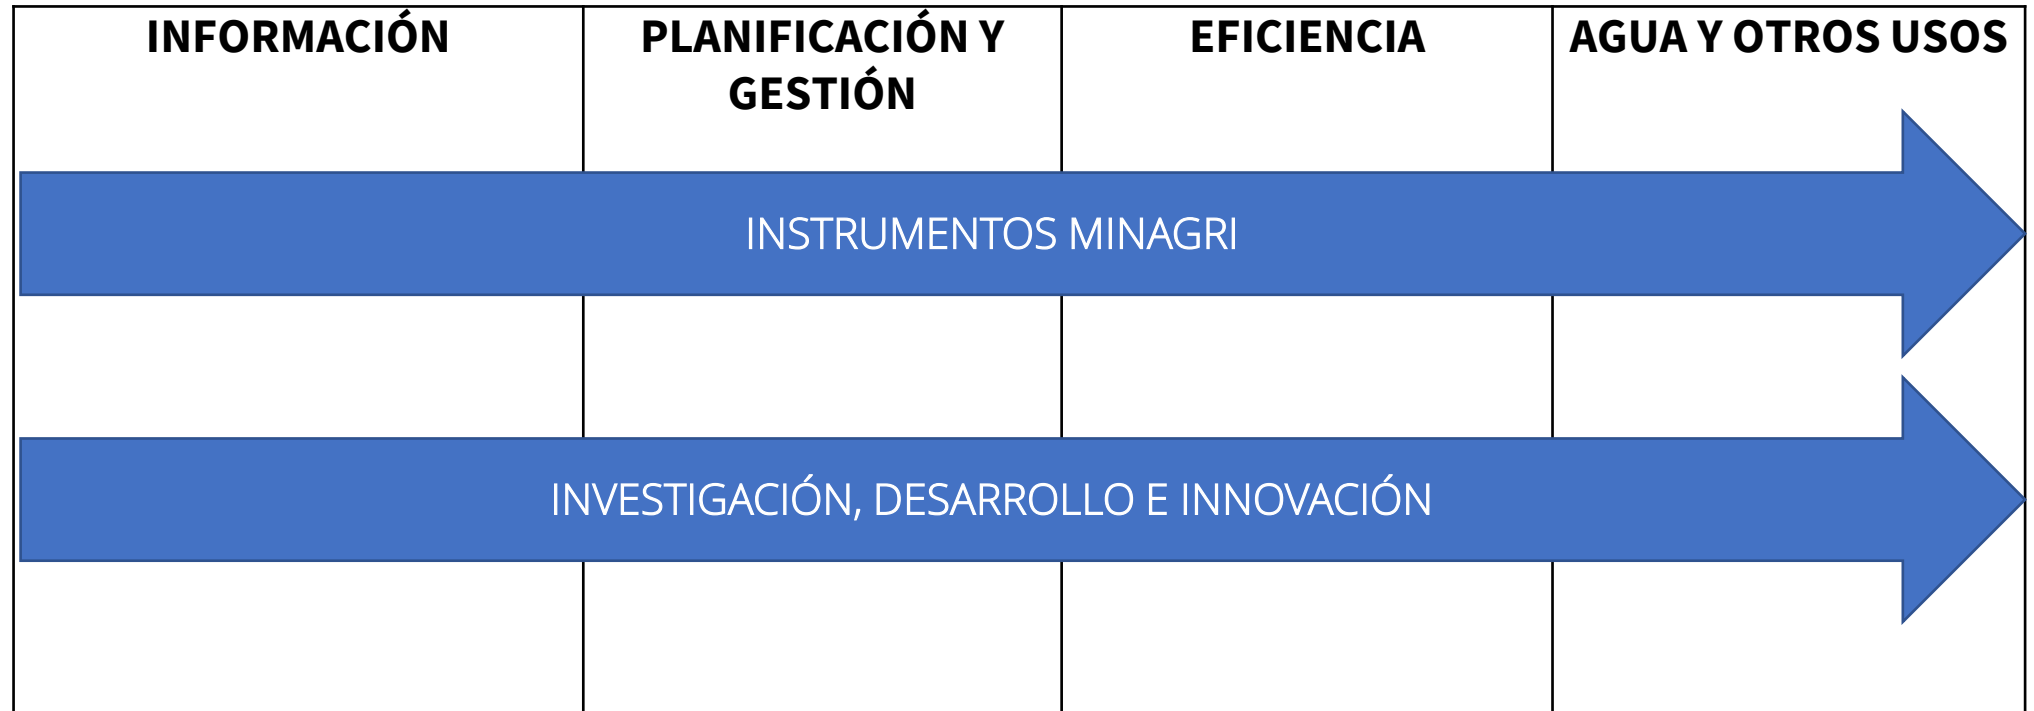 INFORMACIÓN
PLANIFICACIÓN Y
GESTIÓN
EFICIENCIA
AGUA Y OTROS USOS
INSTRUMENTOS MINAGRI
INVESTIGACIÓN, DESARROLLO E INNOVACIÓN